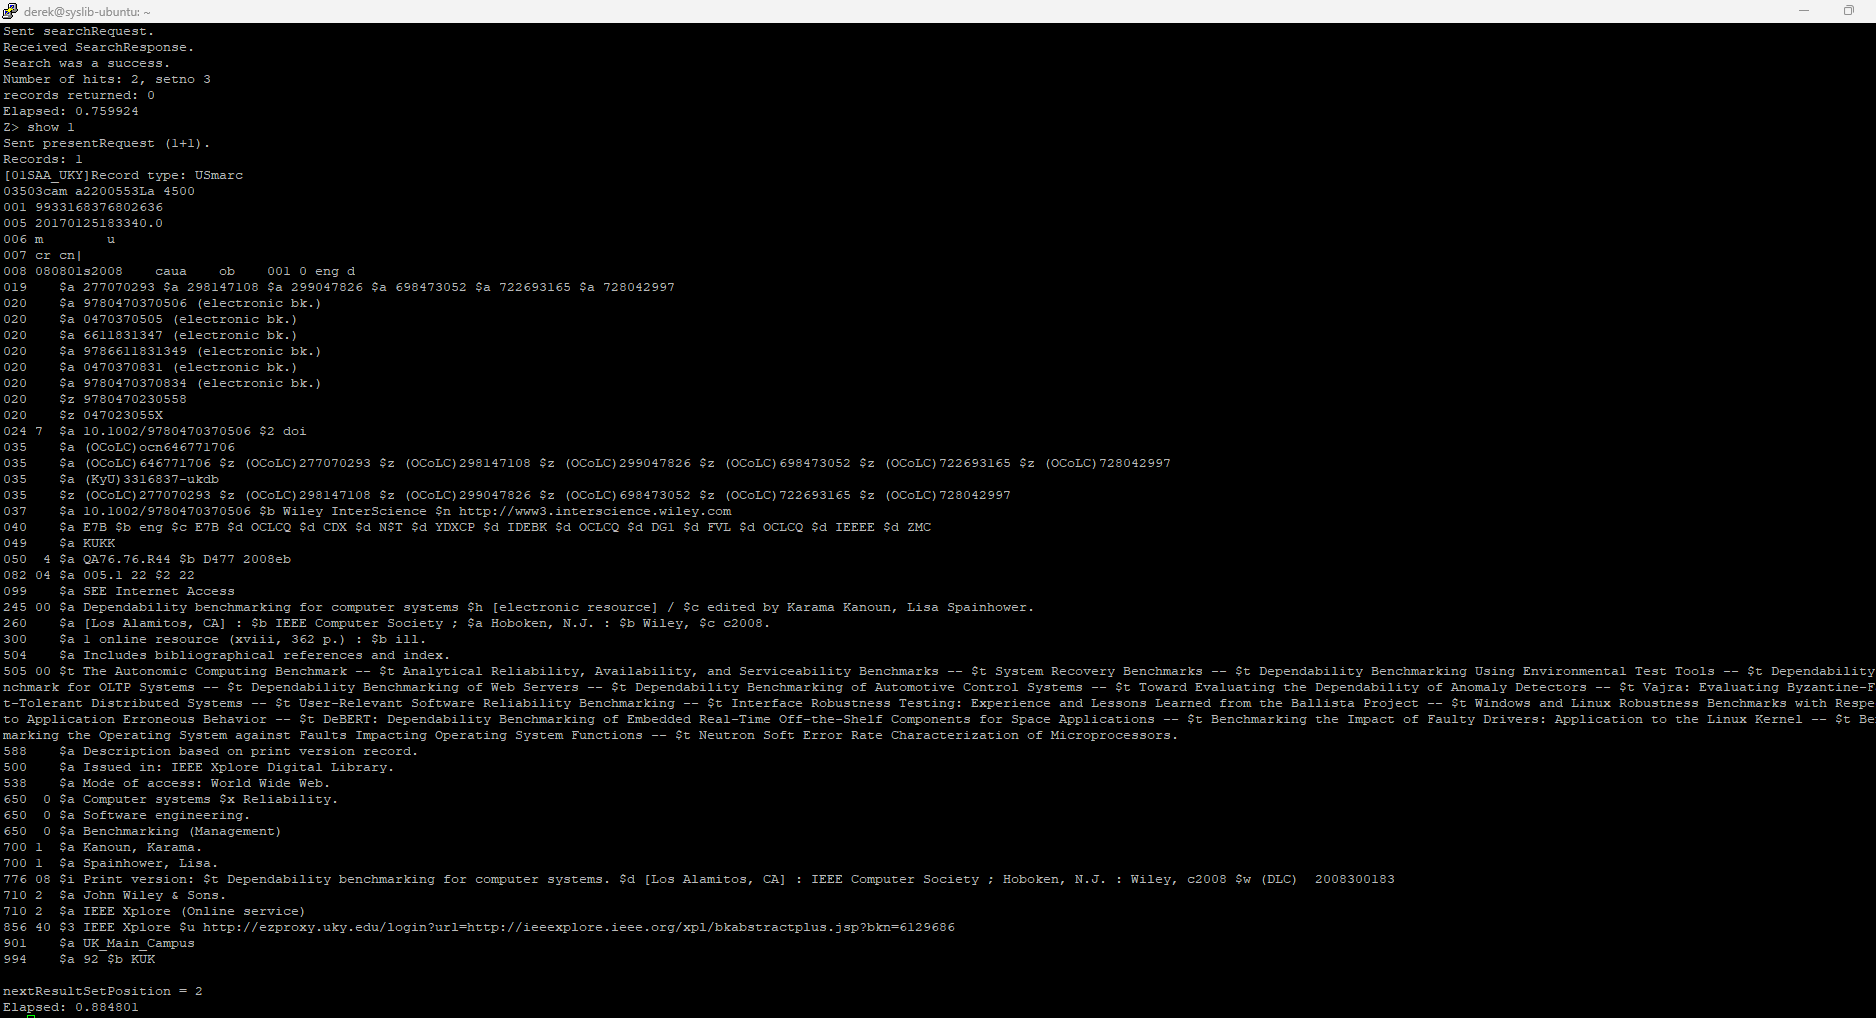 derek@syslib-ubuntu: ~
Sent searchRequest.
Received SearchResponse.
Search was a success.
Number of hits: 2, setno 3
records returned: 0
Elapsed: 0.759924
Z> show 1
Sent presentRequest (1+1).
Records: 1
[01SAA_UKY]Record type: USmarc
03503cam a2200553La 4500
001 9933168376802636
005 20170125183340.0
006 m        u
007 cr cn|
008 080801s2008    caua    ob    001 0 eng d
019    $a 277070293 $a 298147108 $a 299047826 $a 698473052 $a 722693165 $a 728042997
020    $a 9780470370506 (electronic bk.)
020    $a 0470370505 (electronic bk.)
020    $a 6611831347 (electronic bk.)
020    $a 9786611831349 (electronic bk.)
020    $a 0470370831 (electronic bk.)
020    $a 9780470370834 (electronic bk.)
020    $z 9780470230558
020    $z 047023055X
024 7  $a 10.1002/9780470370506 $2 doi
035    $a (OCoLC)ocn646771706
035    $a (OCoLC)646771706 $z (OCoLC)277070293 $z (OCoLC)298147108 $z (OCoLC)299047826 $z (OCoLC)698473052 $z (OCoLC)722693165 $z (OCoLC)728042997
035    $a (KyU)3316837-ukdb
035    $z (OCoLC)277070293 $z (OCoLC)298147108 $z (OCoLC)299047826 $z (OCoLC)698473052 $z (OCoLC)722693165 $z (OCoLC)728042997
037    $a 10.1002/9780470370506 $b Wiley InterScience $n http://www3.interscience.wiley.com
040    $a E7B $b eng $c E7B $d OCLCQ $d CDX $d N$T $d YDXCP $d IDEBK $d OCLCQ $d DG1 $d FVL $d OCLCQ $d IEEEE $d ZMC
049    $a KUKK
050  4 $a QA76.76.R44 $b D477 2008eb
082 04 $a 005.1 22 $2 22
099    $a SEE Internet Access
245 00 $a Dependability benchmarking for computer systems $h [electronic resource] / $c edited by Karama Kanoun, Lisa Spainhower.
260    $a [Los Alamitos, CA] : $b IEEE Computer Society ; $a Hoboken, N.J. : $b Wiley, $c c2008.
300    $a 1 online resource (xviii, 362 p.) : $b ill.
504    $a Includes bibliographical references and index.
505 00 $t The Autonomic Computing Benchmark -- $t Analytical Reliability, Availability, and Serviceability Benchmarks -- $t System Recovery Benchmarks -- $t Dependability Benchmarking Using Environmental Test Tools -- $t Dependability
nchmark for OLTP Systems -- $t Dependability Benchmarking of Web Servers -- $t Dependability Benchmarking of Automotive Control Systems -- $t Toward Evaluating the Dependability of Anomaly Detectors -- $t Vajra: Evaluating Byzantine-F
t-Tolerant Distributed Systems -- $t User-Relevant Software Reliability Benchmarking -- $t Interface Robustness Testing: Experience and Lessons Learned from the Ballista Project -- $t Windows and Linux Robustness Benchmarks with Respe
to Application Erroneous Behavior -- $t DeBERT: Dependability Benchmarking of Embedded Real-Time Off-the-Shelf Components for Space Applications -- $t Benchmarking the Impact of Faulty Drivers: Application to the Linux Kernel -- $t Be
marking the Operating System against Faults Impacting Operating System Functions -- $t Neutron Soft Error Rate Characterization of Microprocessors.
588    $a Description based on print version record.
500    $a Issued in: IEEE Xplore Digital Library.
538    $a Mode of access: World Wide Web.
650  0 $a Computer systems $x Reliability.
650  0 $a Software engineering.
650  0 $a Benchmarking (Management)
700 1  $a Kanoun, Karama.
700 1  $a Spainhower, Lisa.
776 08 $i Print version: $t Dependability benchmarking for computer systems. $d [Los Alamitos, CA] : IEEE Computer Society ; Hoboken, N.J. : Wiley, c2008 $w (DLC)  2008300183
710 2  $a John Wiley & Sons.
710 2  $a IEEE Xplore (Online service)
856 40 $3 IEEE Xplore $u http://ezproxy.uky.edu/login?url=http://ieeexplore.ieee.org/xpl/bkabstractplus.jsp?bkn=6129686
901    $a UK_Main_Campus
994    $a 92 $b KUK
nextResultSetPosition = 2
Elapsed: 0.884801